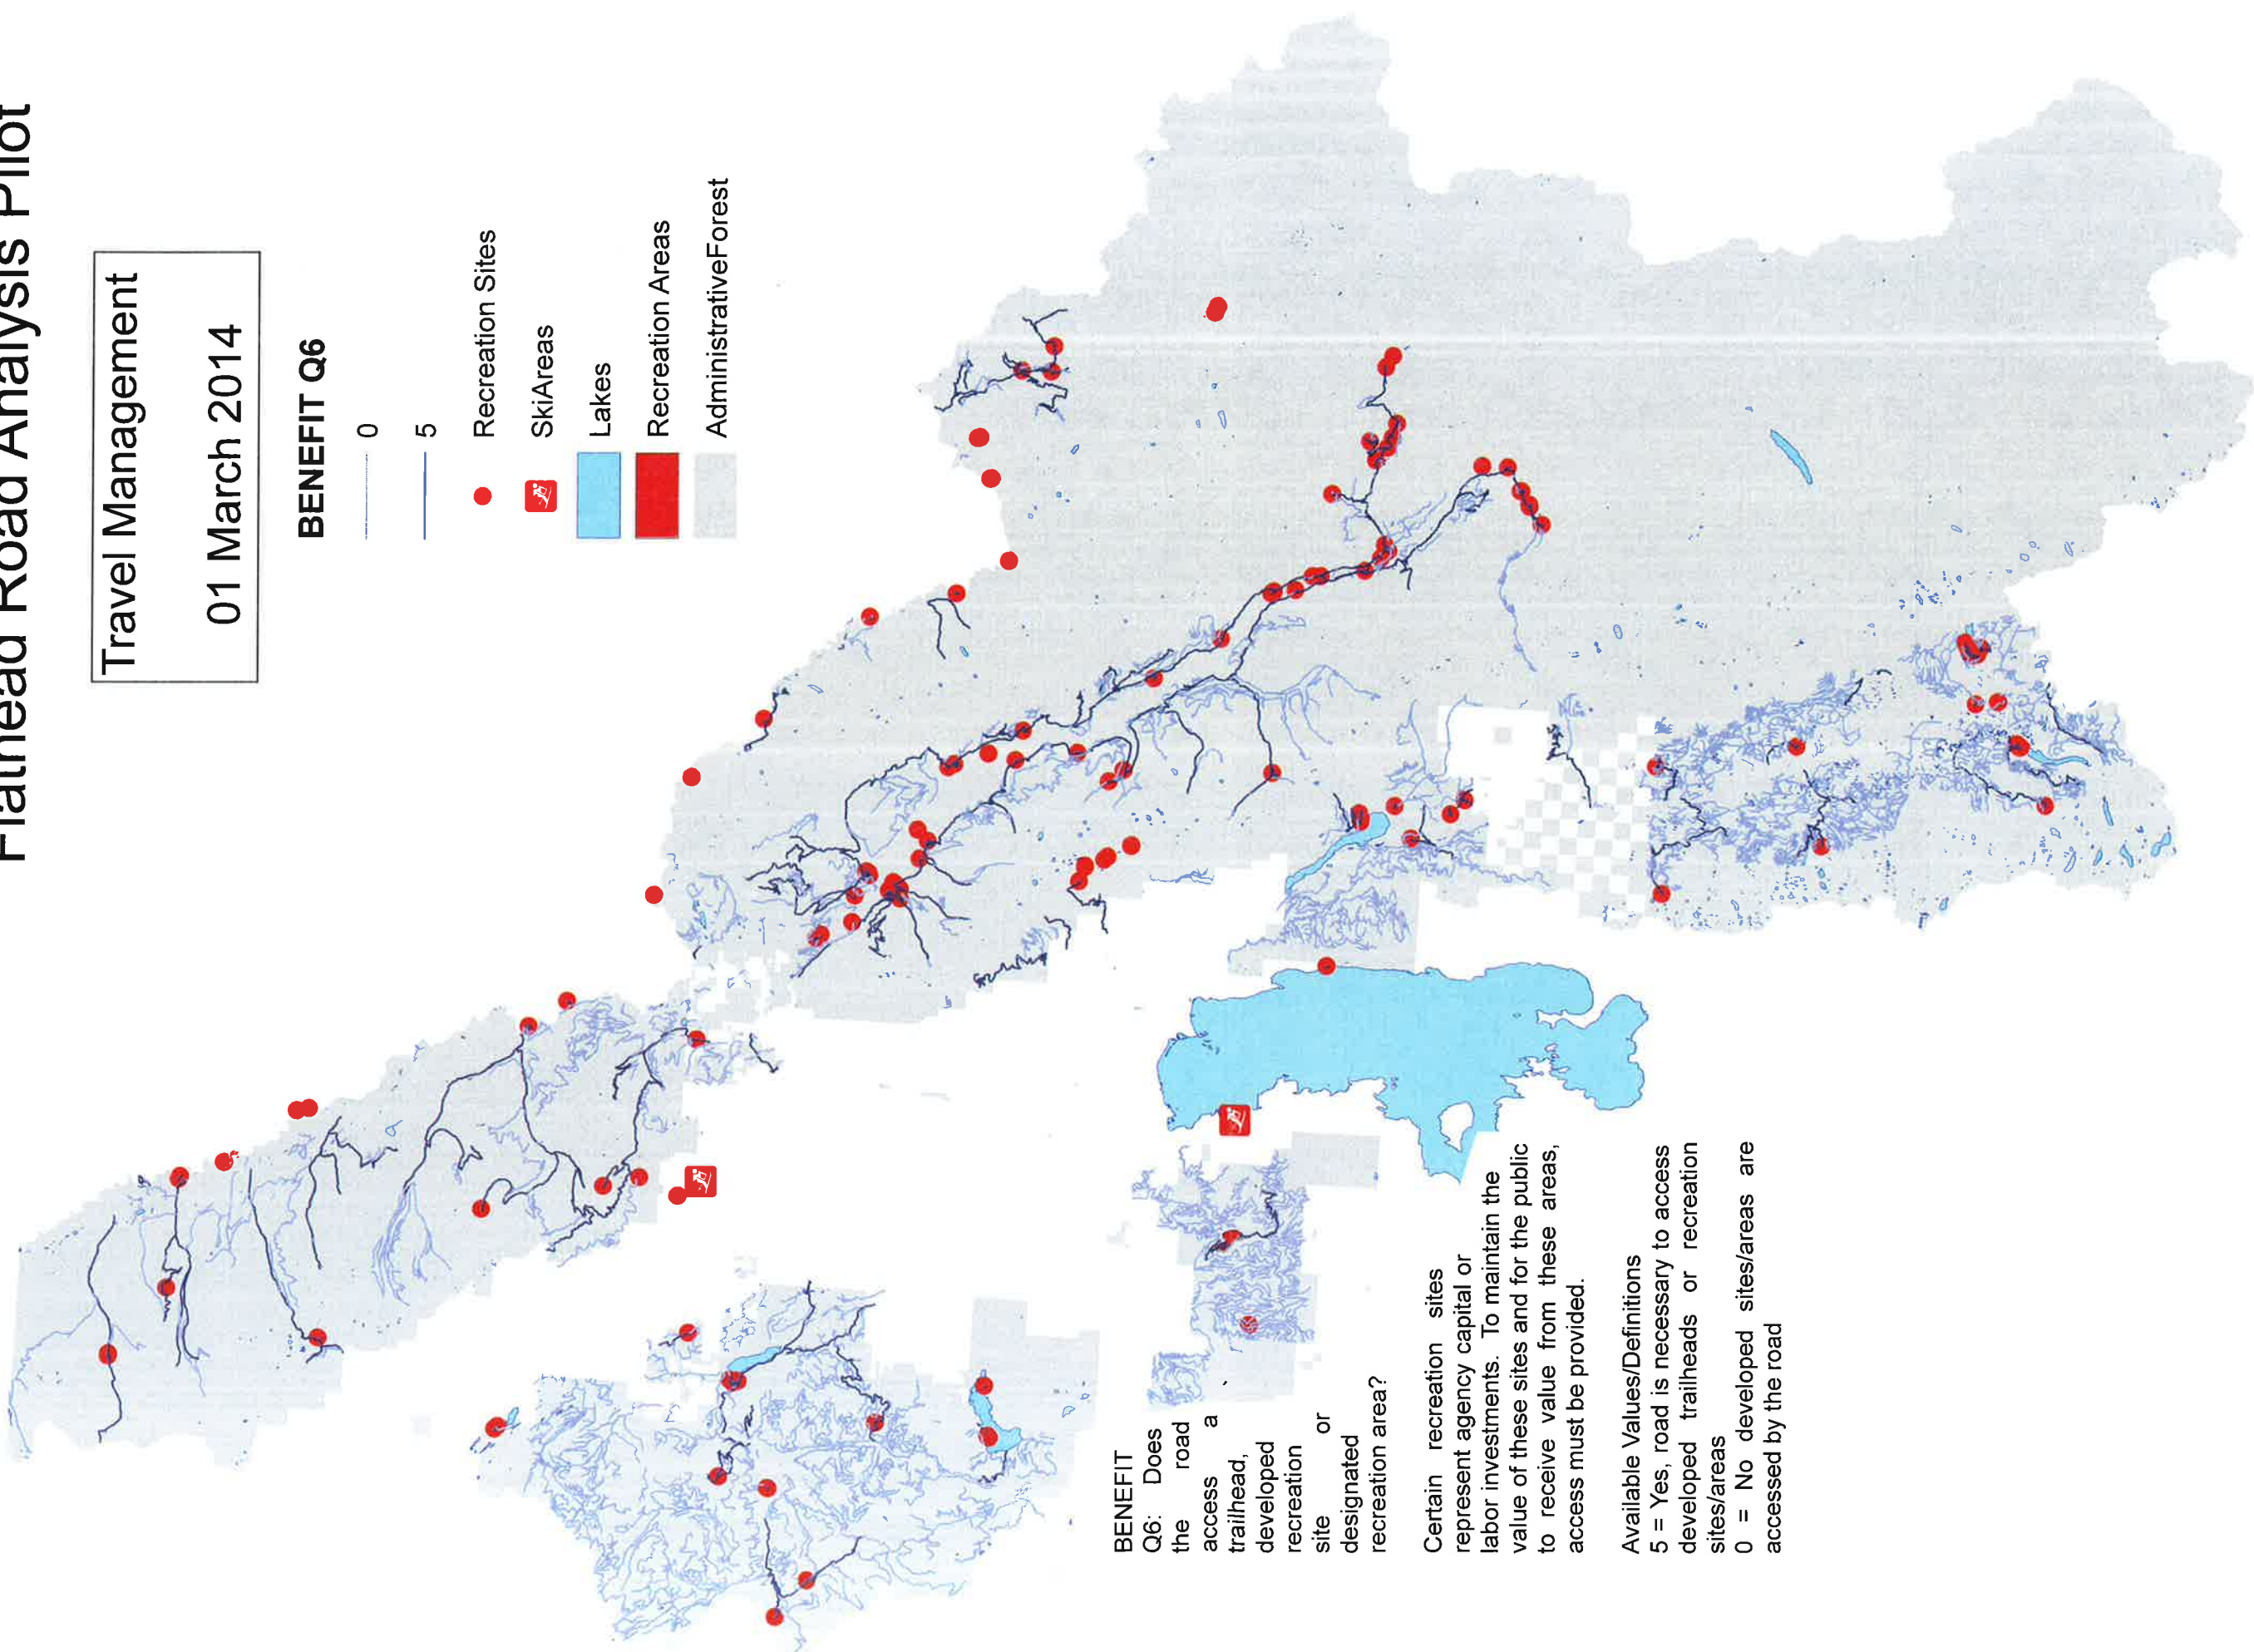 Flathead Road Analysis Pilot
Travel Management
01 March 2014
BENEFIT Q6
0
5
Recreation Sites
SkiAreas
Lakes
Recreation Areas
AdministrativeForest
BENEFIT
Q6: Does
the road
access a
trailhead,
developed
recreation
site or
designated
recreation area?
Certain recreation sites
represent agency capital or
labor investments. To maintain the
value of these sites and for the public
to receive value from these areas,
access must be provided.
Available Values/Definitions
5 = Yes, road is necessary to access
developed trailheads or recreation
sites/areas
0 = No developed sites/areas are
accessed by the road